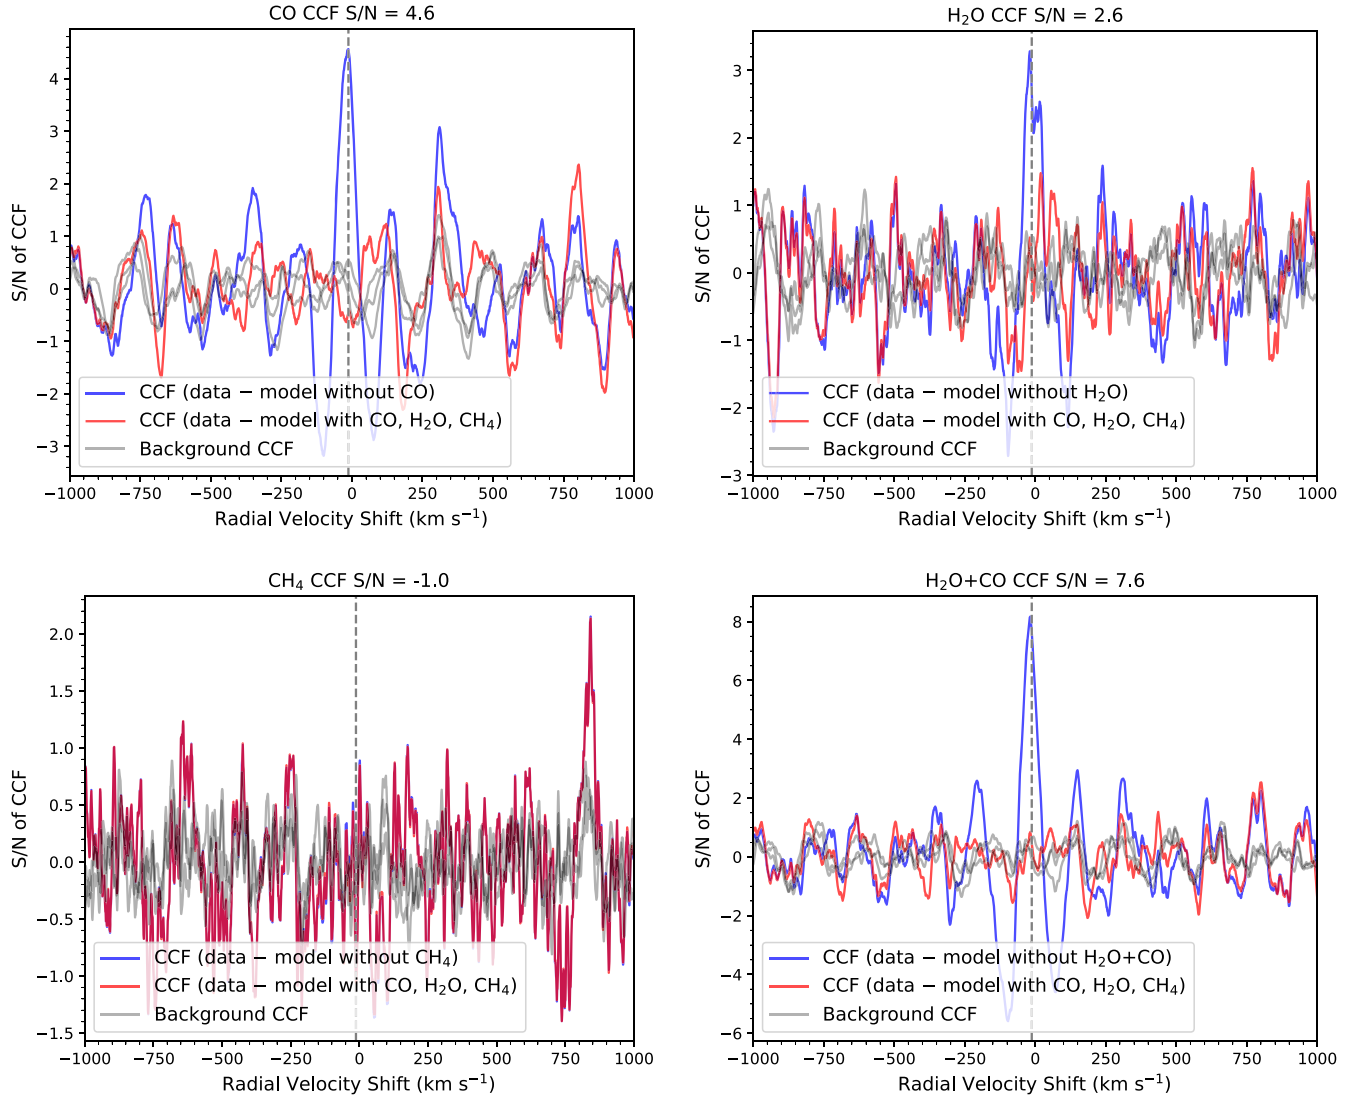 CO CCF S/N = 4.6
S/N of CCF
4
3
2
1
0
−1
−2
−3
CCF (data − model without CO)
CCF (data − model with CO, H₂O, CH₄)
Background CCF
−1000 −750 −500 −250 0 250 500 750 1000
Radial Velocity Shift (km s⁻¹)
H₂O CCF S/N = 2.6
S/N of CCF
3
2
1
0
−1
−2
−3
CCF (data − model without H₂O)
CCF (data − model with CO, H₂O, CH₄)
Background CCF
−1000 −750 −500 −250 0 250 500 750 1000
Radial Velocity Shift (km s⁻¹)
CH₄ CCF S/N = -1.0
S/N of CCF
2.0
1.5
1.0
0.5
0.0
−0.5
−1.0
−1.5
CCF (data − model without CH₄)
CCF (data − model with CO, H₂O, CH₄)
Background CCF
−1000 −750 −500 −250 0 250 500 750 1000
Radial Velocity Shift (km s⁻¹)
H₂O+CO CCF S/N = 7.6
S/N of CCF
8
6
4
2
0
−2
−4
−6
CCF (data − model without H₂O+CO)
CCF (data − model with CO, H₂O, CH₄)
Background CCF
−1000 −750 −500 −250 0 250 500 750 1000
Radial Velocity Shift (km s⁻¹)